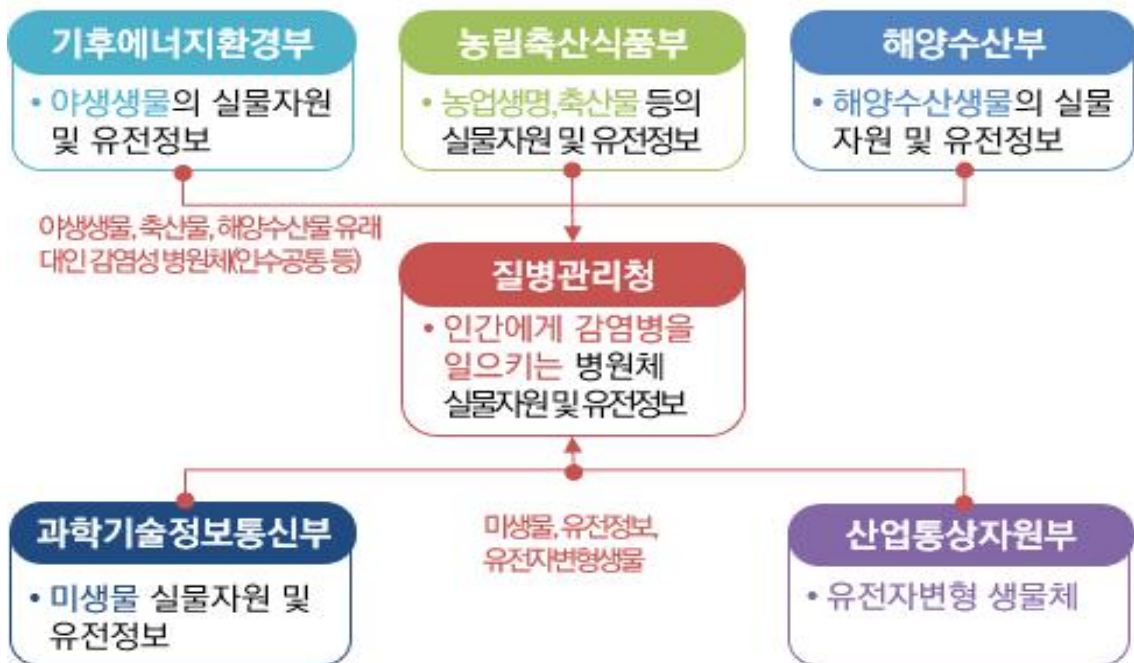 기후에너지환경부
• 야생생물의 실물자원
및 유전정보
농림축산식품부
• 농업생명,축산물 등의
실물자원 및 유전정보
해양수산부
• 해양수산생물의 실물
자원 및 유전정보
야생생물, 축산물, 해양수산물 유래
대인 감염성 병원체(인수공통 등)
질병관리청
• 인간에게 감염병을
일으키는 병원체
실물자원 및 유전정보
과학기술정보통신부
• 미생물 실물자원 및
유전정보
미생물, 유전정보,
유전자변형생물
산업통상자원부
• 유전자변형 생물체